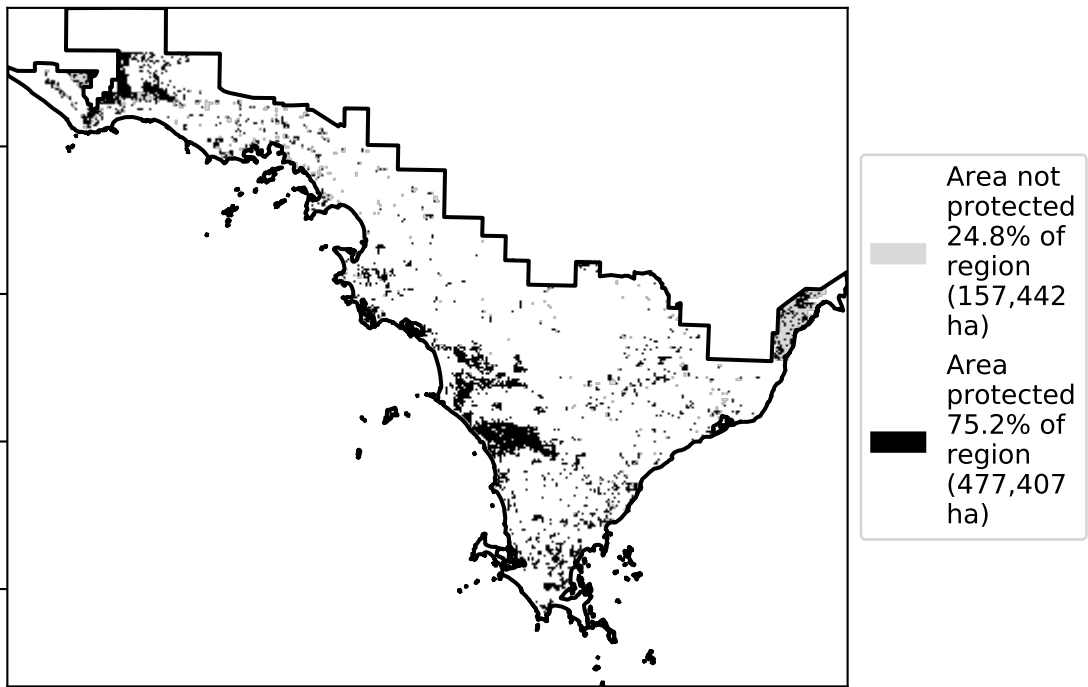 Area not
protected
24.8% of
region
(157,442
ha)
Area
protected
75.2% of
region
(477,407
ha)